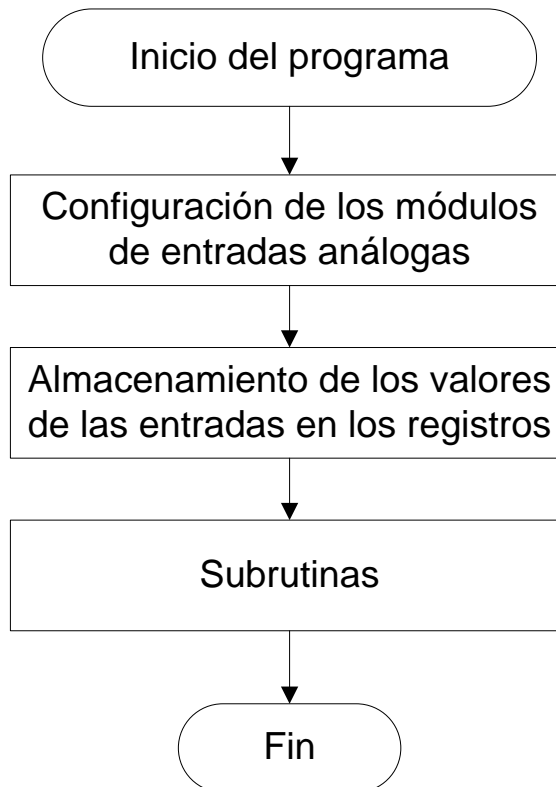 Inicio del programa
Configuración de los módulos
de entradas análogas
Almacenamiento de los valores
de las entradas en los registros
Subrutinas
Fin